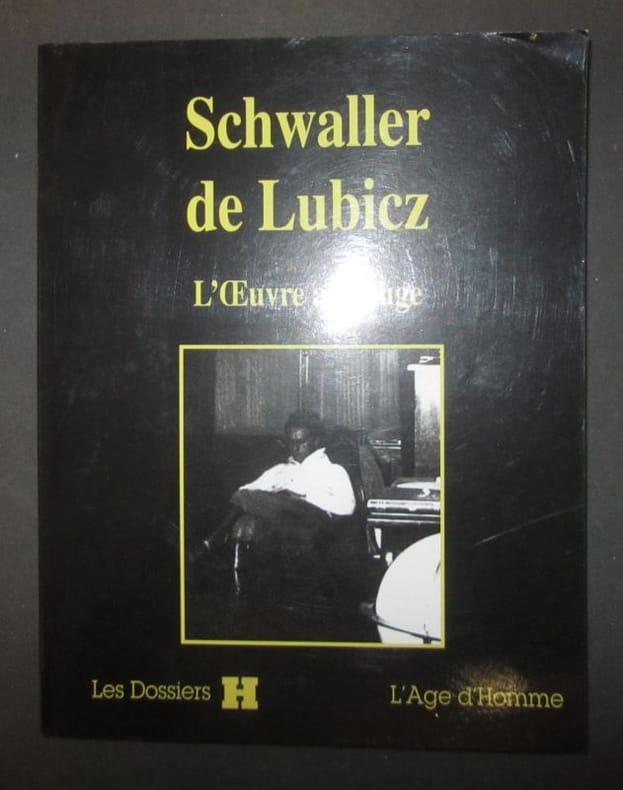 Schwaller
de Lubicz
L'Œuvre
Les Dossiers H
L'Age d'Homme